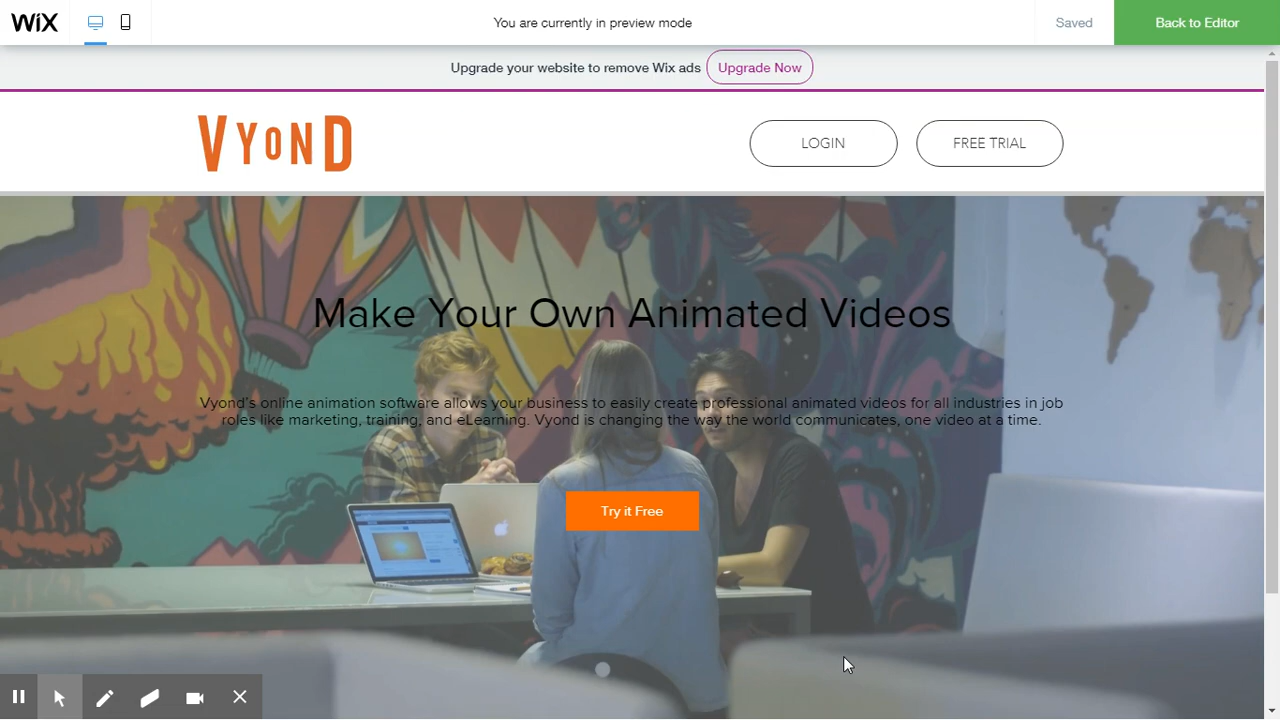 WiX
You are currently in preview mode
Saved
Back to Editor
Upgrade your website to remove Wix ads
Upgrade Now
VYOND
LOGIN
FREE TRIAL
Make Your Own Animated Videos
Vyond's online animation software allows your business to easily create professional animated videos for all industries in job
roles like marketing, training, and eLearning. Vyond is changing the way the world communicates, one video at a time.
Try it Free